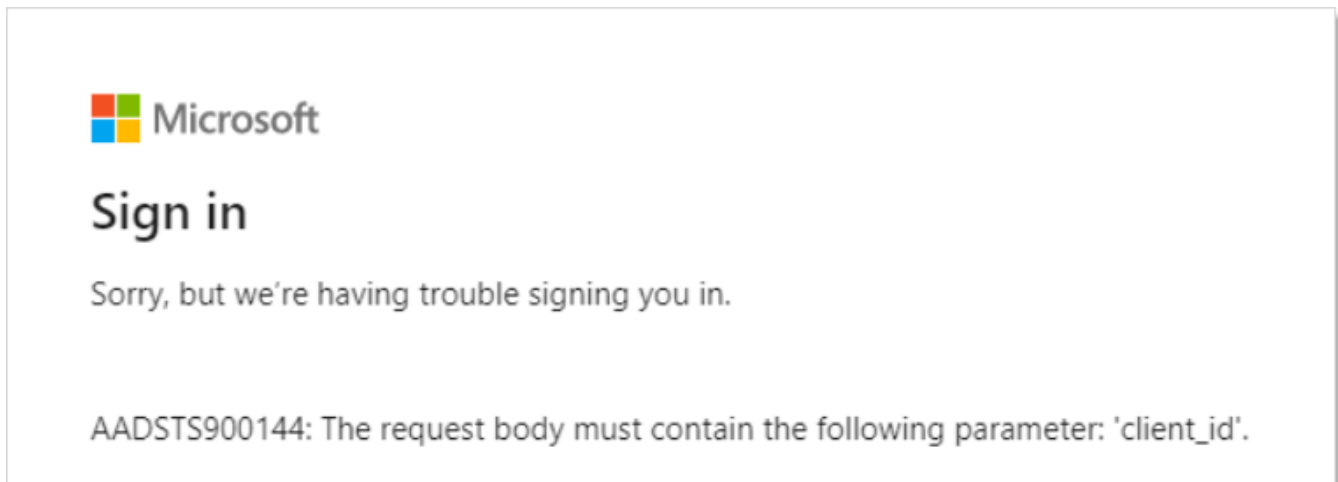 Microsoft
Sign in
Sorry, but we're having trouble signing you in.
AADSTS900144: The request body must contain the following parameter: 'client_id'.